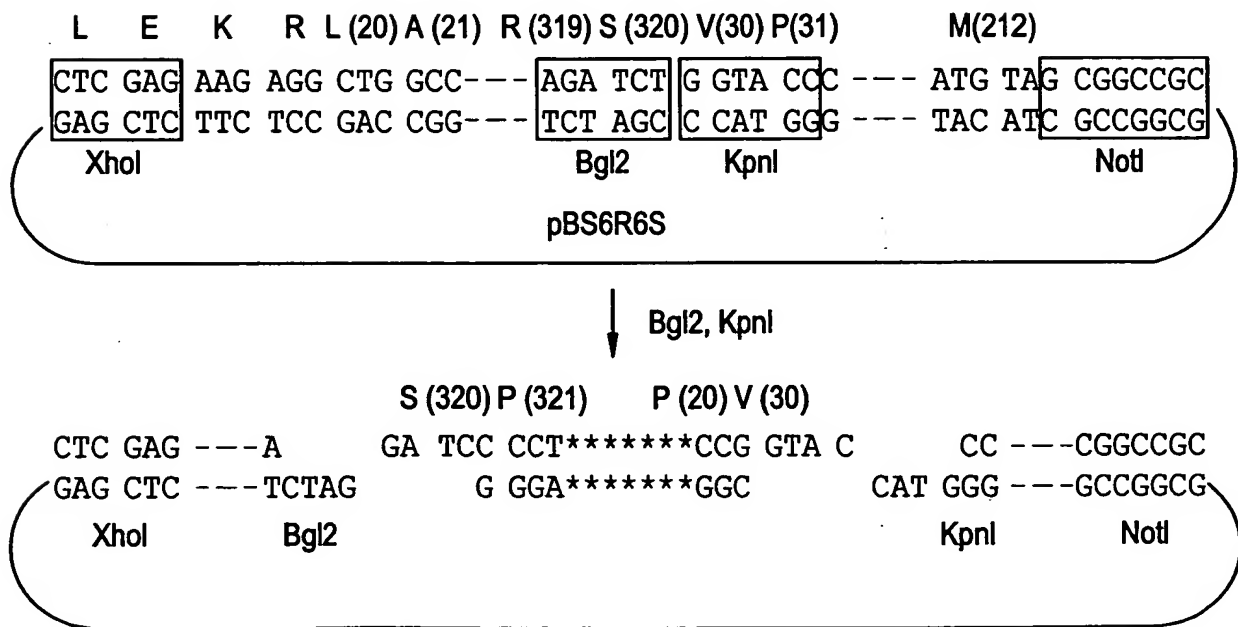 L E K R L (20) A (21) R (319) S (320) V(30) P(31) M(212)
CTC GAG AAG AGG CTG GCC---- AGA TCT G GTA CCC ---- ATG TAG CGGCCGC
GAG CTC TTC TCC GAC CGG---- TCT AGC C CAT GGG ---- TAC ATC GCCGGCG
XhoI Bgl2 KpnI NotI
pBS6R6S
Bgl2, KpnI
S (320) P (321) P (20) V (30)
CTC GAG ----A GA TCC CCT*******CCG GTA C CC ---CGGCCGC
GAG CTC ----TCTAG G GGA*******GGC CAT GGG ---GCCGGCG
XhoI Bgl2 KpnI NotI